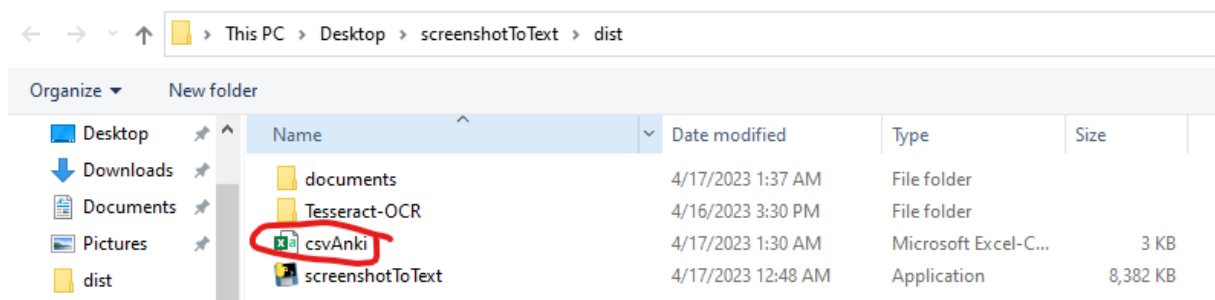 This PC > Desktop > screenshotToText > dist
Organize New folder
Desktop
Downloads
Documents
Pictures
dist
Name Date modified Type Size
documents 4/17/2023 1:37 AM File folder
Tesseract-OCR 4/16/2023 3:30 PM File folder
csvAnki 4/17/2023 1:30 AM Microsoft Excel-C... 3 KB
screenshotToText 4/17/2023 12:48 AM Application 8,382 KB